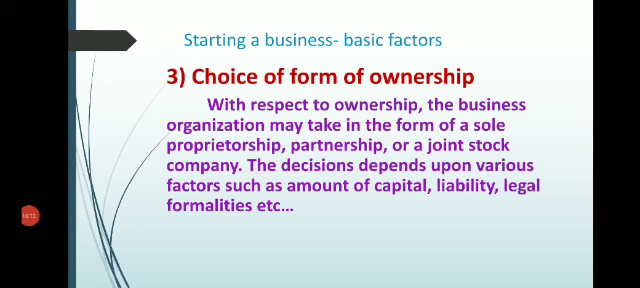 Starting a business- basic factors
3) Choice of form of ownership
With respect to ownership, the business
organization may take in the form of a sole
proprietorship, partnership, or a joint stock
company. The decisions depends upon various
factors such as amount of capital, liability, legal
formalities etc...